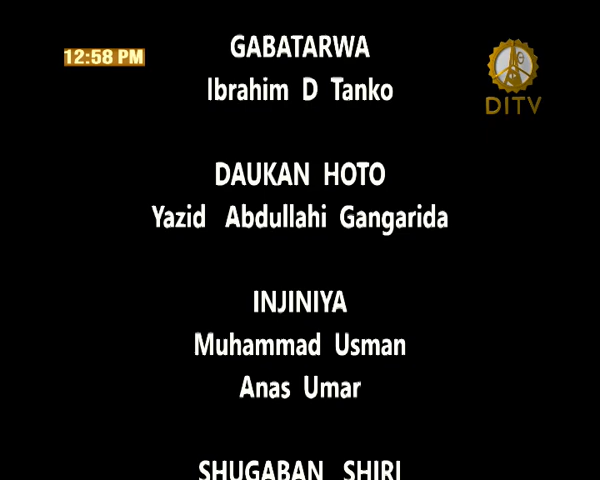 GABATARWA
12:58 PM
Ibrahim D Tanko
DITV
DAUKAN HOTO
Yazid Abdullahi Gangarida
INJINIYA
Muhammad Usman
Anas Umar
SHUGABAN SHIRI